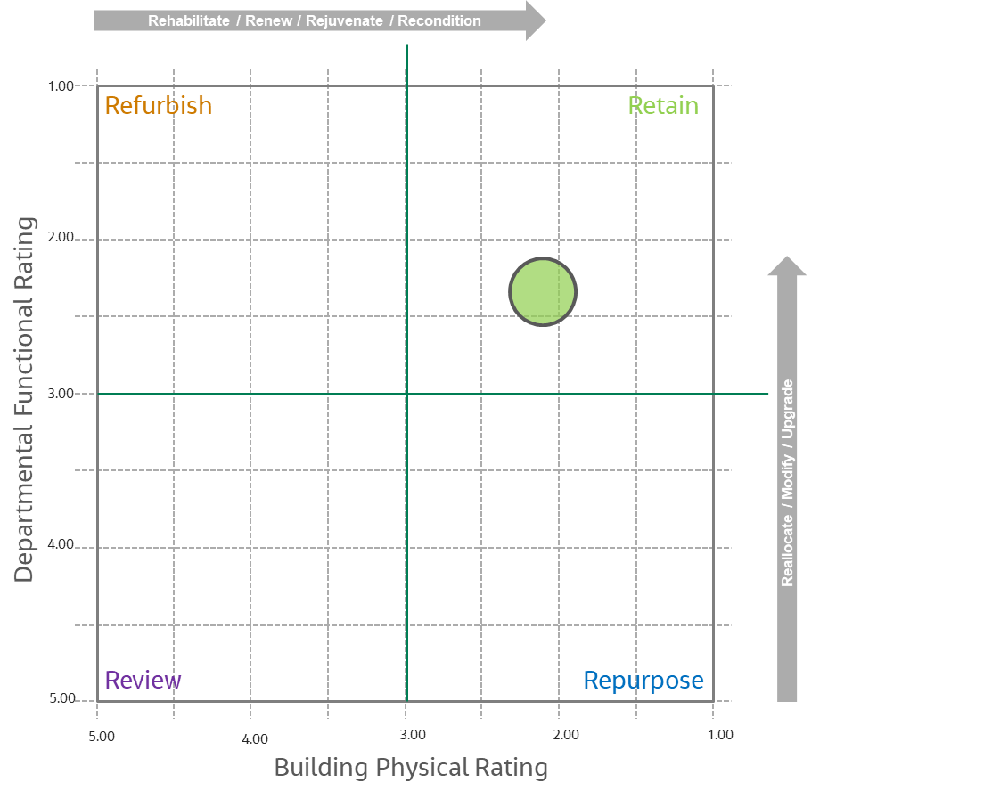 Rehabilitate / Renew / Rejuvenate / Recondition
1.00
Refurbish
Retain
2.00
3.00
4.00
5.00
Departmental Functional Rating
Reallocate / Modify / Upgrade
Review
Repurpose
5.00
4.00
3.00
2.00
1.00
Building Physical Rating